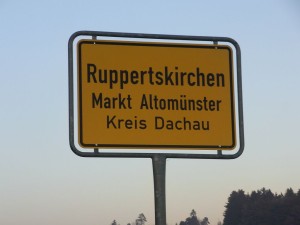 Ruppertskirchen
Markt Altomünster
Kreis Dachau